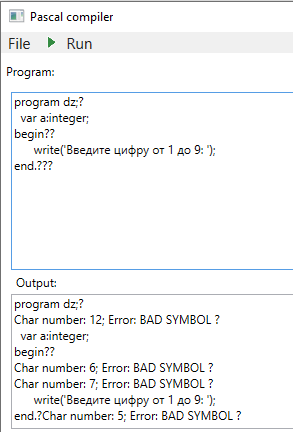 Pascal compiler
File Run
Program:
program dz;?
var a:integer;
begin??
write('Введите цифру от 1 до 9: ');
end.???
Output:
program dz;?
Char number: 12; Error: BAD SYMBOL ?
var a:integer;
begin??
Char number: 6; Error: BAD SYMBOL ?
Char number: 7; Error: BAD SYMBOL ?
write('Введите цифру от 1 до 9: ');
end.?Char number: 5; Error: BAD SYMBOL ?